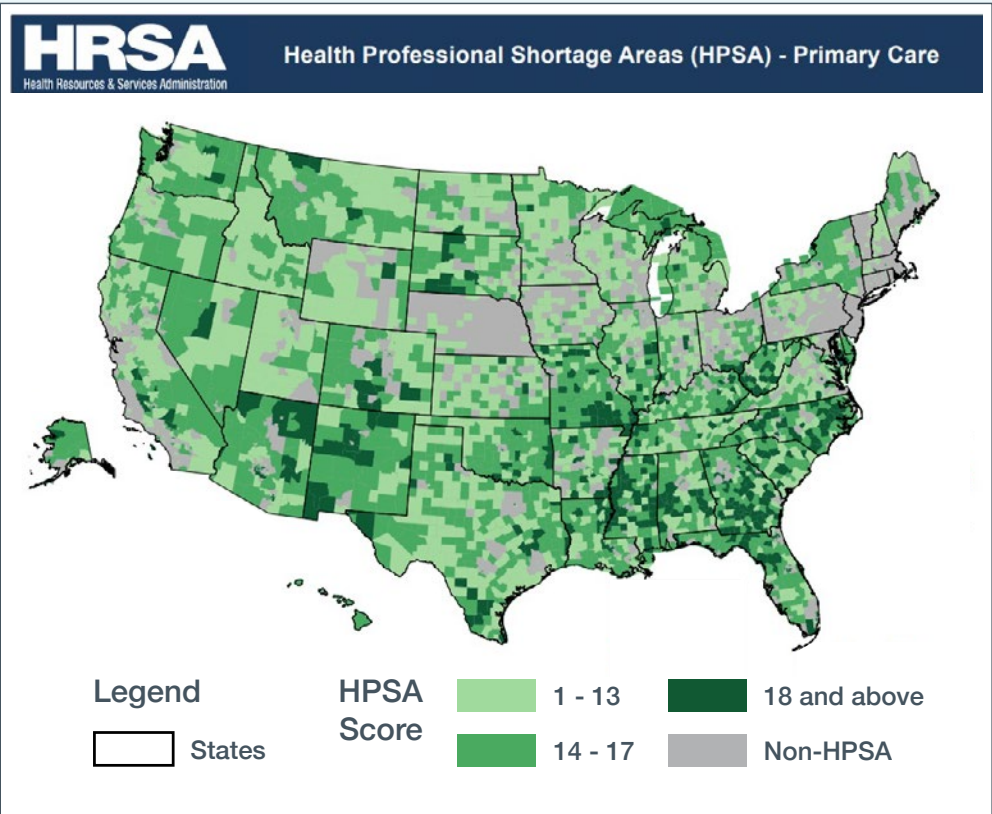 HRSA
Health Resources & Services Administration
Health Professional Shortage Areas (HPSA) - Primary Care
Legend
States
HPSA
Score
1 - 13
14 - 17
18 and above
Non-HPSA